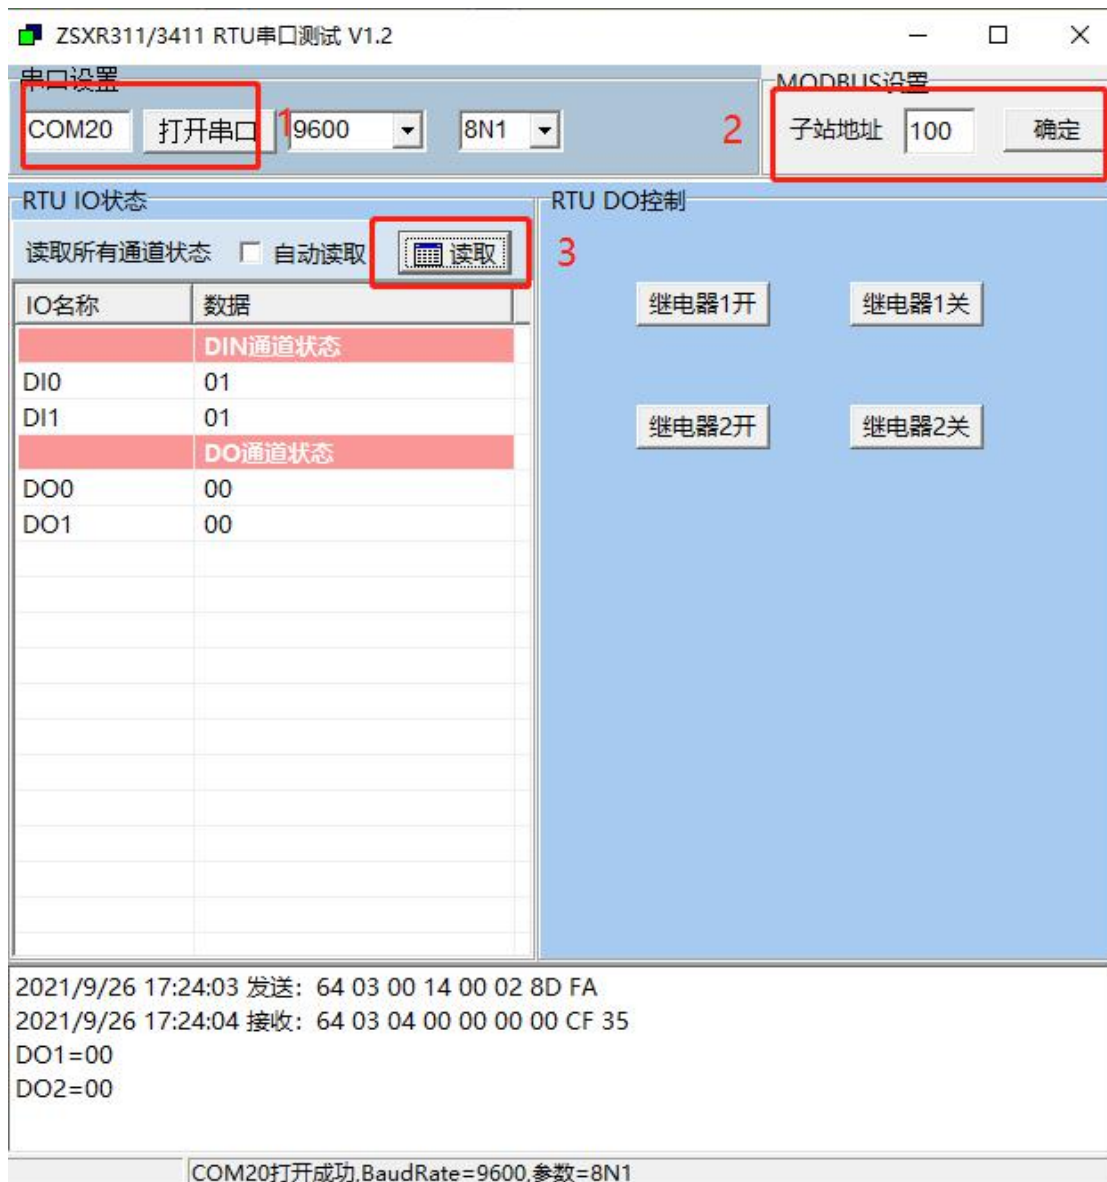 ZSXR311/3411 RTU串口测试 V1.2
串口设置
MODBUS设置
COM20 打开串口 1 9600 8N1 2 子站地址 100 确定
RTU IO状态
RTU DO控制
读取所有通道状态 自动读取 读取 3
IO名称 数据
继电器1开 继电器1关
DIN通道状态
DI0 01
DI1 01
继电器2开 继电器2关
DO通道状态
DO0 00
DO1 00
2021/9/26 17:24:03 发送：64 03 00 14 00 02 8D FA
2021/9/26 17:24:04 接收：64 03 04 00 00 00 00 CF 35
DO1=00
DO2=00
COM20打开成功,BaudRate=9600,参数=8N1